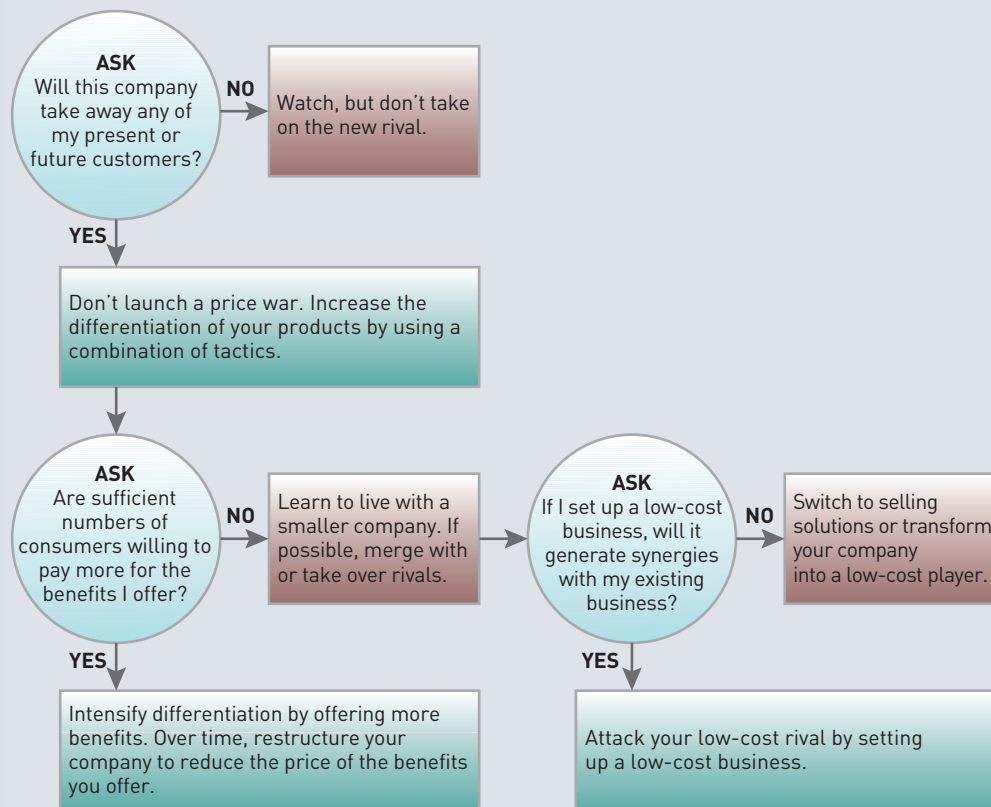 ASK
Will this company
take away any of
my present or
future customers?
NO
Watch, but don't take
on the new rival.
YES
Don't launch a price war. Increase the
differentiation of your products by using a
combination of tactics.
ASK
Are sufficient
numbers of
consumers willing to
pay more for the
benefits I offer?
NO
Learn to live with a
smaller company. If
possible, merge with
or take over rivals.
ASK
If I set up a low-cost
business, will it
generate synergies
with my existing
business?
NO
Switch to selling
solutions or transform
your company
into a low-cost player.
YES
Intensify differentiation by offering more
benefits. Over time, restructure your
company to reduce the price of the benefits
you offer.
YES
Attack your low-cost rival by setting
up a low-cost business.